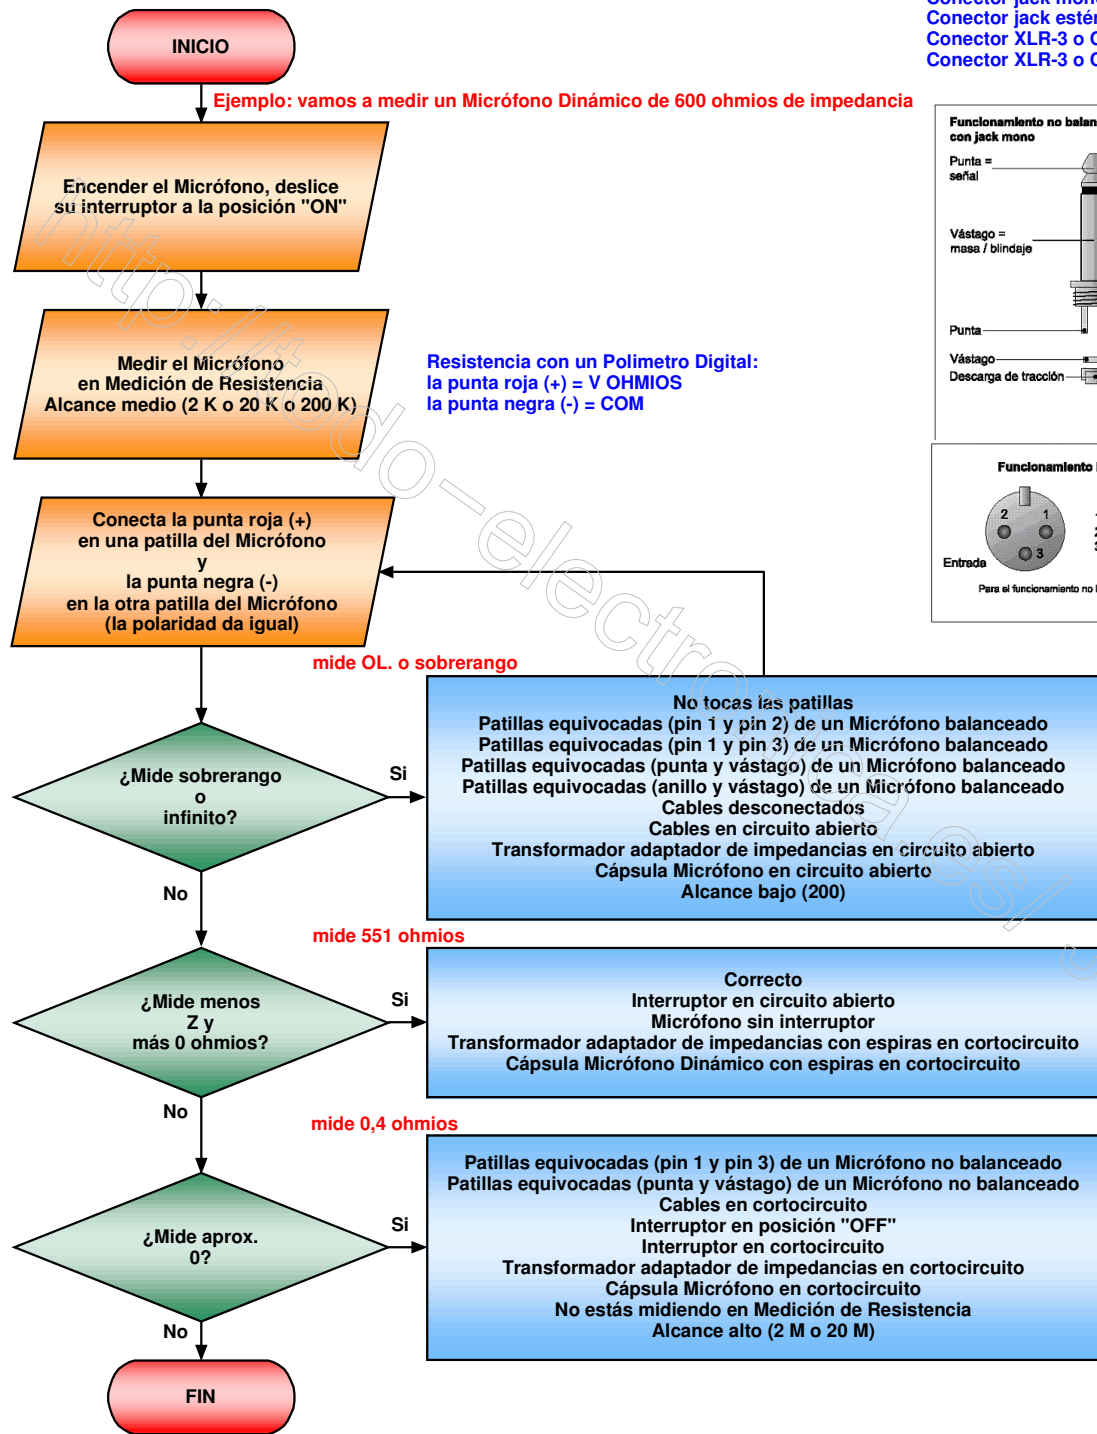 Conector jack
Conector jack
Conector XLR-3 o
Conector XLR-3 o
INICIO
Ejemplo: vamos a medir un Micrófono Dinámico de 600 ohmios de impedancia
Encender el Micrófono, deslice
su interruptor a la posición "ON"
Medir el Micrófono
en Medición de Resistencia
Alcance medio (2 K o 20 K o 200 K)
Resistencia con un Polimetro Digital:
la punta roja (+) = V OHMIOS
la punta negra (-) = COM
Conecta la punta roja (+)
en una patilla del Micrófono
y
la punta negra (-)
en la otra patilla del Micrófono
(la polaridad da igual)
Funcionamiento no
con jack mono
Punta =
señal
Vástago =
masa / blindaje
Punta
Vástago
Descarga de tracción
Funcionamiento
2 1
3
Entrada
Para el funcionamiento no
mide OL. o sobrerango
¿Mide sobrerango
o
infinito?
Si
No
No tocas las patillas
Patillas equivocadas (pin 1 y pin 2) de un Micrófono balanceado
Patillas equivocadas (pin 1 y pin 3) de un Micrófono balanceado
Patillas equivocadas (punta y vástago) de un Micrófono balanceado
Patillas equivocadas (anillo y vástago) de un Micrófono balanceado
Cables desconectados
Cables en circuito abierto
Transformador adaptador de impedancias en circuito abierto
Cápsula Micrófono en circuito abierto
Alcance bajo (200)
mide 551 ohmios
¿Mide menos
Z y
más 0 ohmios?
Si
No
Correcto
Interruptor en circuito abierto
Micrófono sin interruptor
Transformador adaptador de impedancias con espiras en cortocircuito
Cápsula Micrófono Dinámico con espiras en cortocircuito
mide 0,4 ohmios
¿Mide aprox.
0?
Si
No
Patillas equivocadas (pin 1 y pin 3) de un Micrófono no balanceado
Patillas equivocadas (punta y vástago) de un Micrófono no balanceado
Cables en cortocircuito
Interruptor en posición "OFF"
Interruptor en cortocircuito
Transformador adaptador de impedancias en cortocircuito
Cápsula Micrófono en cortocircuito
No estás midiendo en Medición de Resistencia
Alcance alto (2 M o 20 M)
FIN
http://todo-electronica.es/